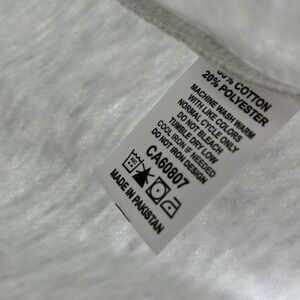 80% COTTON
20% POLYESTER
MACHINE WASH WARM
WITH LIKE COLORS
NORMAL CYCLE ONLY
DO NOT BLEACH
TUMBLE DRY LOW
COOL IRON IF NEEDED
DO NOT IRON DESIGN
CA60807
MADE IN PAKISTAN